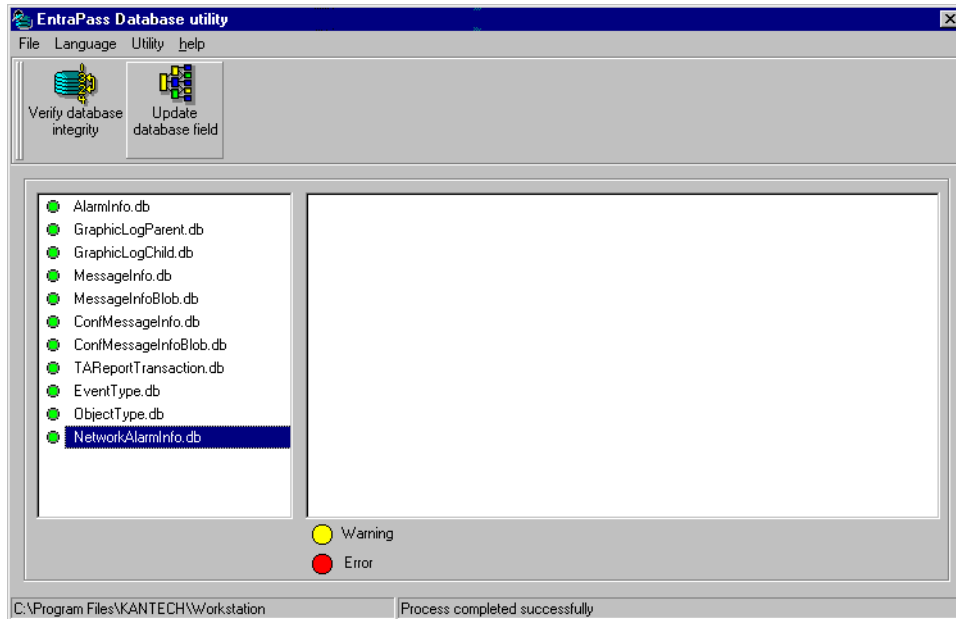 EntraPass Database utility
File Language Utility help
Verify database
integrity
Update
database field
AlarmInfo.db
GraphicLogParent.db
GraphicLogChild.db
MessageInfo.db
MessageInfoBlob.db
ConfMessageInfo.db
ConfMessageInfoBlob.db
TAReportTransaction.db
EventType.db
ObjectType.db
NetworkAlarmInfo.db
Warning
Error
C:\Program Files\KANTECH\Workstation
Process completed successfully